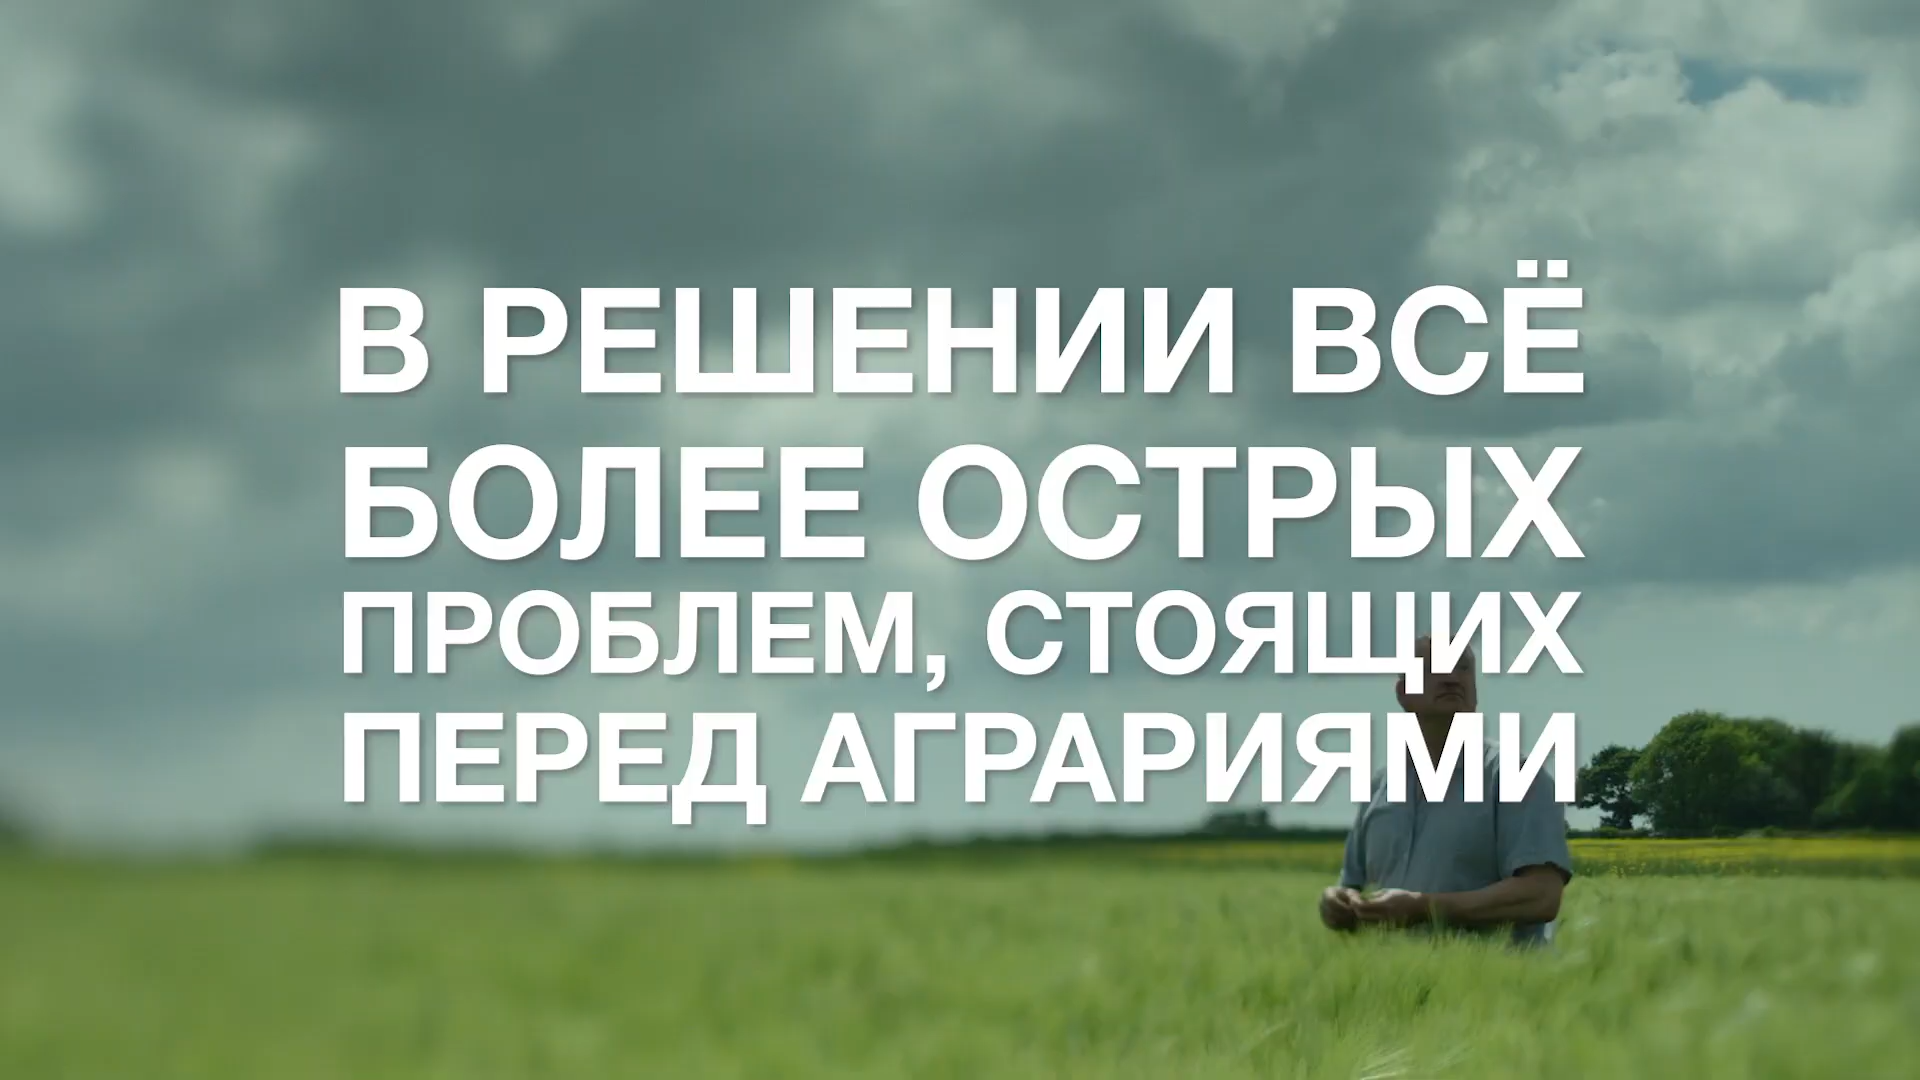 В РЕШЕНИИ ВСЁ
БОЛЕЕ ОСТРЫХ
ПРОБЛЕМ, СТОЯЩИХ
ПЕРЕД АГРАРИЯМИ